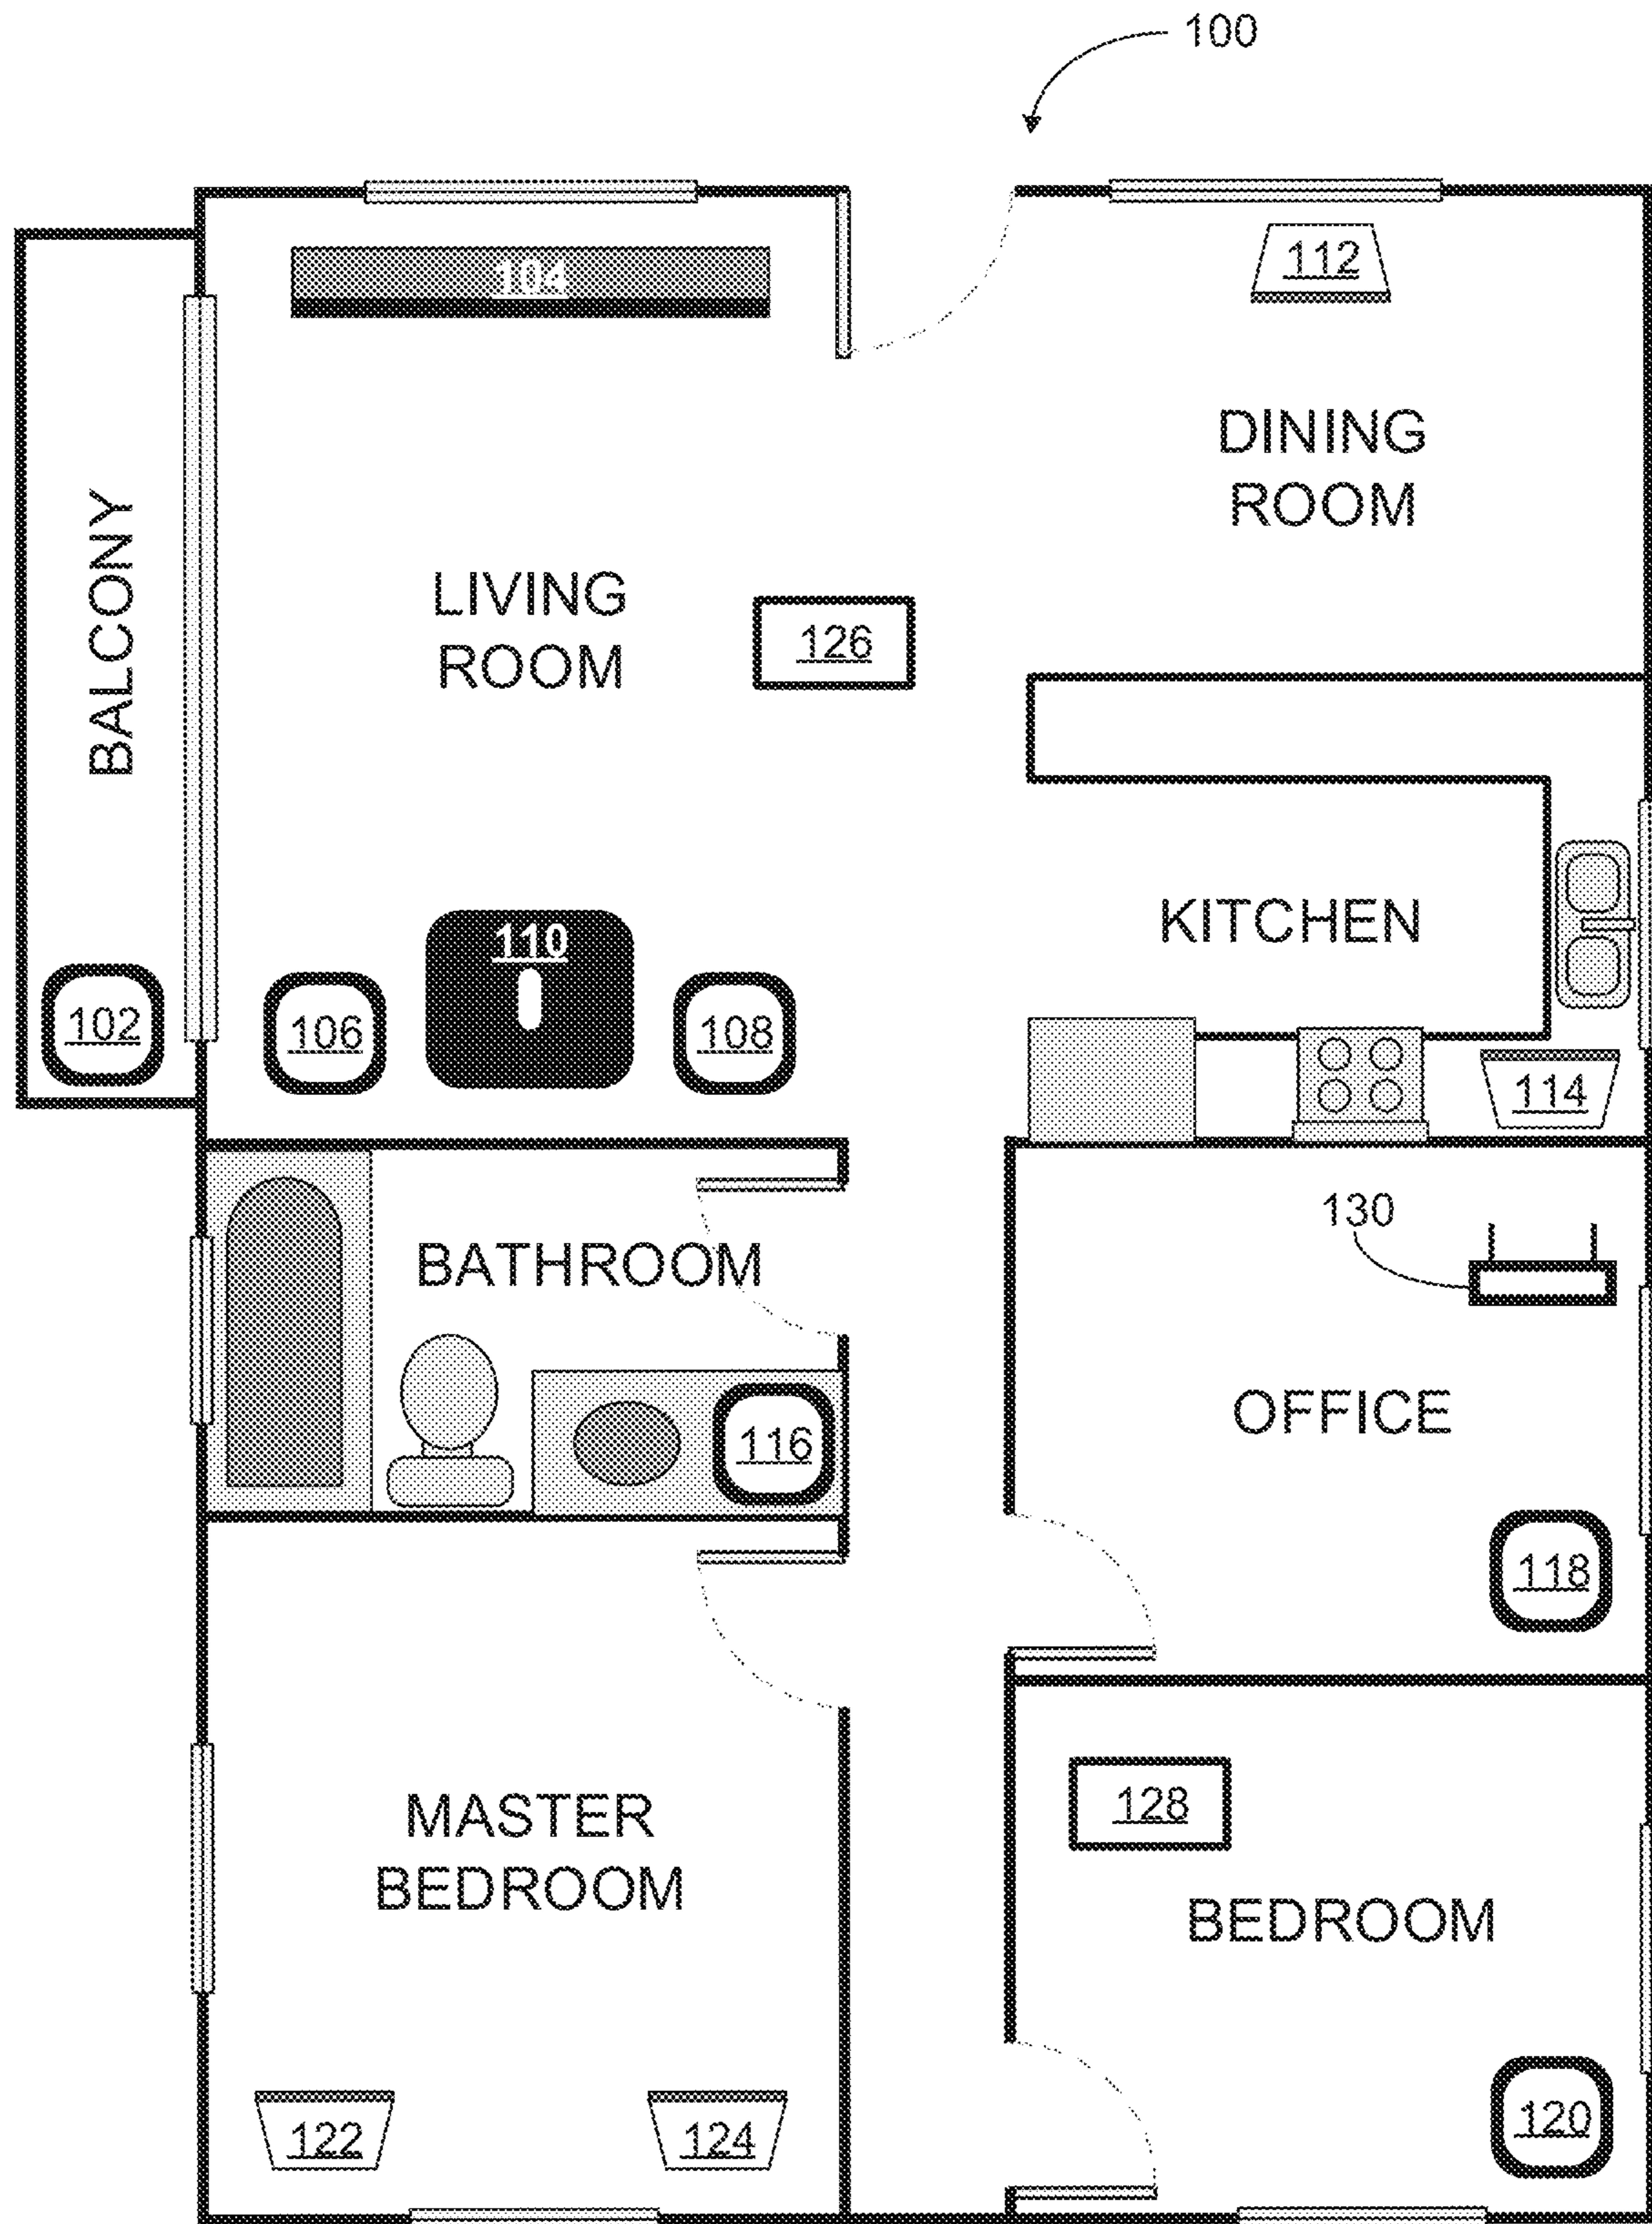 100
104
112
DINING
ROOM
BALCONY
LIVING
ROOM
126
KITCHEN
110
102
106
108
114
130
BATHROOM
OFFICE
116
118
128
MASTER
BEDROOM
BEDROOM
122
124
120